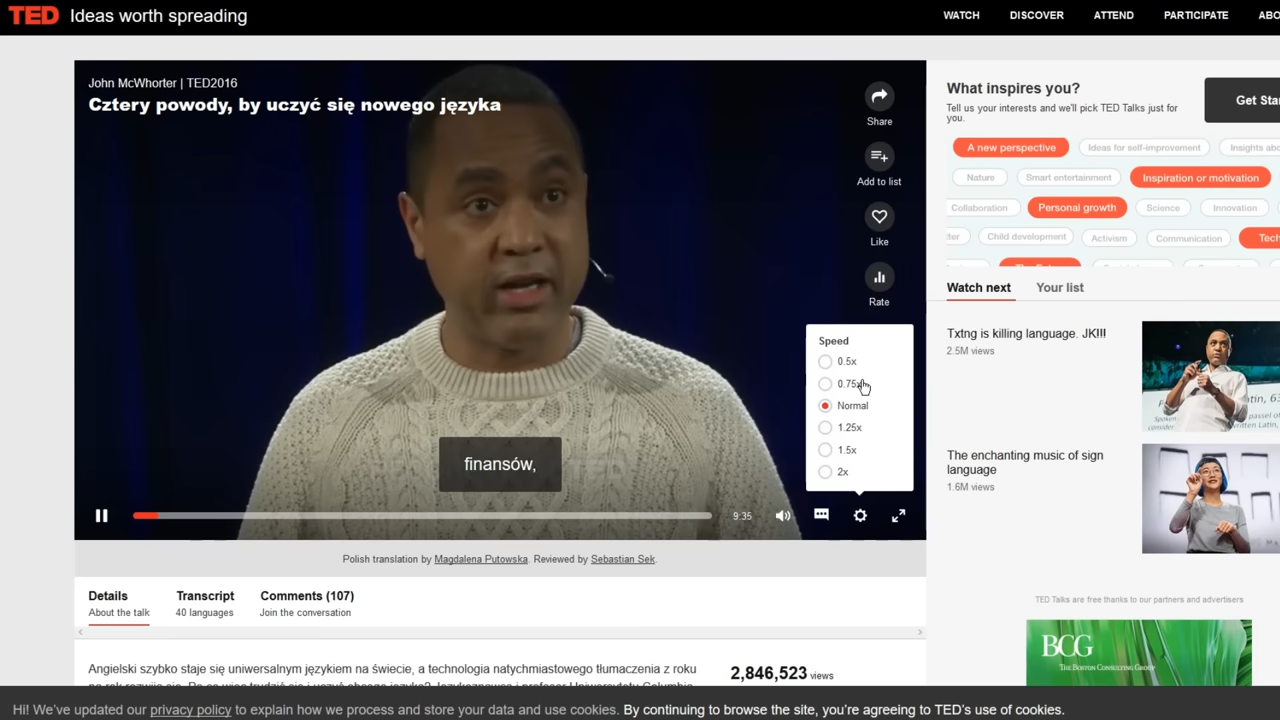 TED Ideas worth spreading
WATCH DISCOVER ATTEND PARTICIPATE
John McWhorter | TED2016
Cztery powody, by uczyć się nowego języka
Share
Add to list
Like
Rate
Speed
0.5x
0.75x
Normal
1.25x
1.5x
2x
finansów,
9:35
Polish translation by Magdalena Putowska. Reviewed by Sebastian Sek.
Details
About the talk
Transcript
40 languages
Comments (107)
Join the conversation
Angielski szybko staje się uniwersalnym językiem na świecie, a technologia natychmiastowego tłumaczenia z roku
2,846,523 views
What inspires you?
Tell us your interests and we'll pick TED Talks just for
you.
Get
A new perspective Ideas for self-improvement Insights
Nature Smart entertainment Inspiration or motivation
Collaboration Personal growth Science Innovation
Child development Activism Communication
Watch next Your list
Txtng is killing language. JK!!!
2.5M views
The enchanting music of sign
language
1.6M views
TED Talks are free thanks to our partners and advertisers
BCG
THE BOSTON CONSULTING GROUP
Hi! We've updated our privacy policy to explain how we process and store your data and use cookies. By continuing to browse the site, you're agreeing to TED's use of cookies.